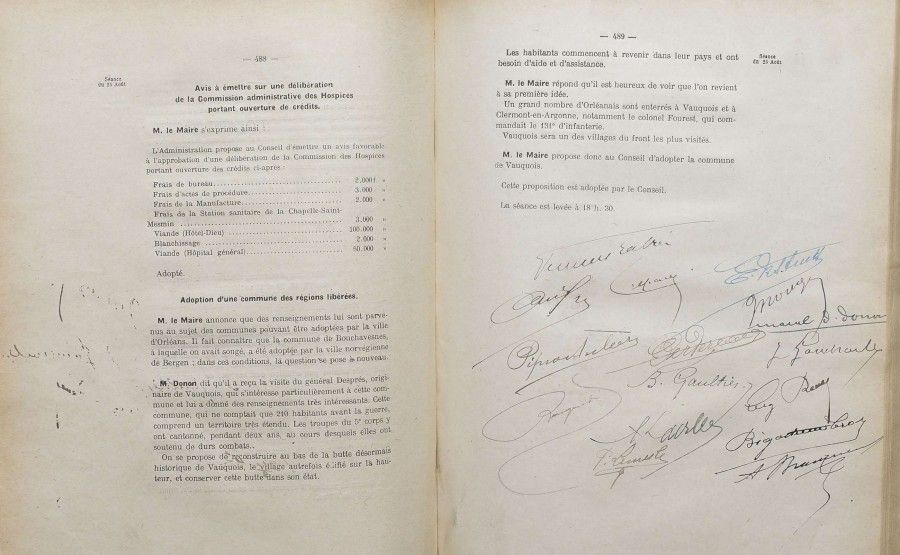 — 488 —
Séance
du 25 Août
Avis à émettre sur une délibération
de la Commission administrative des Hospices
portant ouverture de crédits.
M. le Maire s'exprime ainsi :
L'Administration propose au Conseil d'émettre un avis favorable
à l'approbation d'une délibération de la Commission des Hospices
portant ouverture des crédits ci-après :
Frais de bureau 2.000f »
Frais d'actes de procédure 3.000 »
Frais de la Manufacture 2.000 »
Frais de la Station sanitaire de la Chapelle-Saint-
Mesmin 3.000 »
Viande (Hôtel-Dieu) 100.000 »
Blanchissage 2.000 »
Viande (Hôpital général) 50.000 »
Adopté.
Adoption d'une commune des régions libérées.
M. le Maire annonce que des renseignements lui sont parve-
nus au sujet des communes pouvant être adoptées par la ville
d'Orléans. Il fait connaître que la commune de Bouchavesnes,
à laquelle on avait songé, a été adoptée par la ville norvégienne
de Bergen ; dans ces conditions, la question se pose à nouveau.
M. Donon dit qu'il a reçu la visite du général Després, origi-
naire de Vauquois, qui s'intéresse particulièrement à cette com-
mune et lui a donné des renseignements très intéressants. Cette
commune, qui ne comptait que 210 habitants avant la guerre,
comprend un territoire très étendu. Les troupes du 5e corps y
ont cantonné, pendant deux ans, au cours desquels elles ont
soutenu de durs combats.
On se propose de reconstruire au bas de la butte désormais
historique de Vauquois, le village autrefois édifié sur la hau-
teur, et conserver cette butte dans son état.
— 489 —
Séance
du 25 Août
Les habitants commencent à revenir dans leur pays et ont
besoin d'aide et d'assistance.
M. le Maire répond qu'il est heureux de voir que l'on revient
à sa première idée.
Un grand nombre d'Orléanais sont enterrés à Vauquois et à
Clermont-en-Argonne, notamment le colonel Fourest, qui com-
mandait le 131e d'infanterie.
Vauquois sera un des villages du front les plus visités.
M. le Maire propose donc au Conseil d'adopter la commune
de Vauquois.
Cette proposition est adoptée par le Conseil.
La séance est levée à 18 h. 30.
B. Gaultier